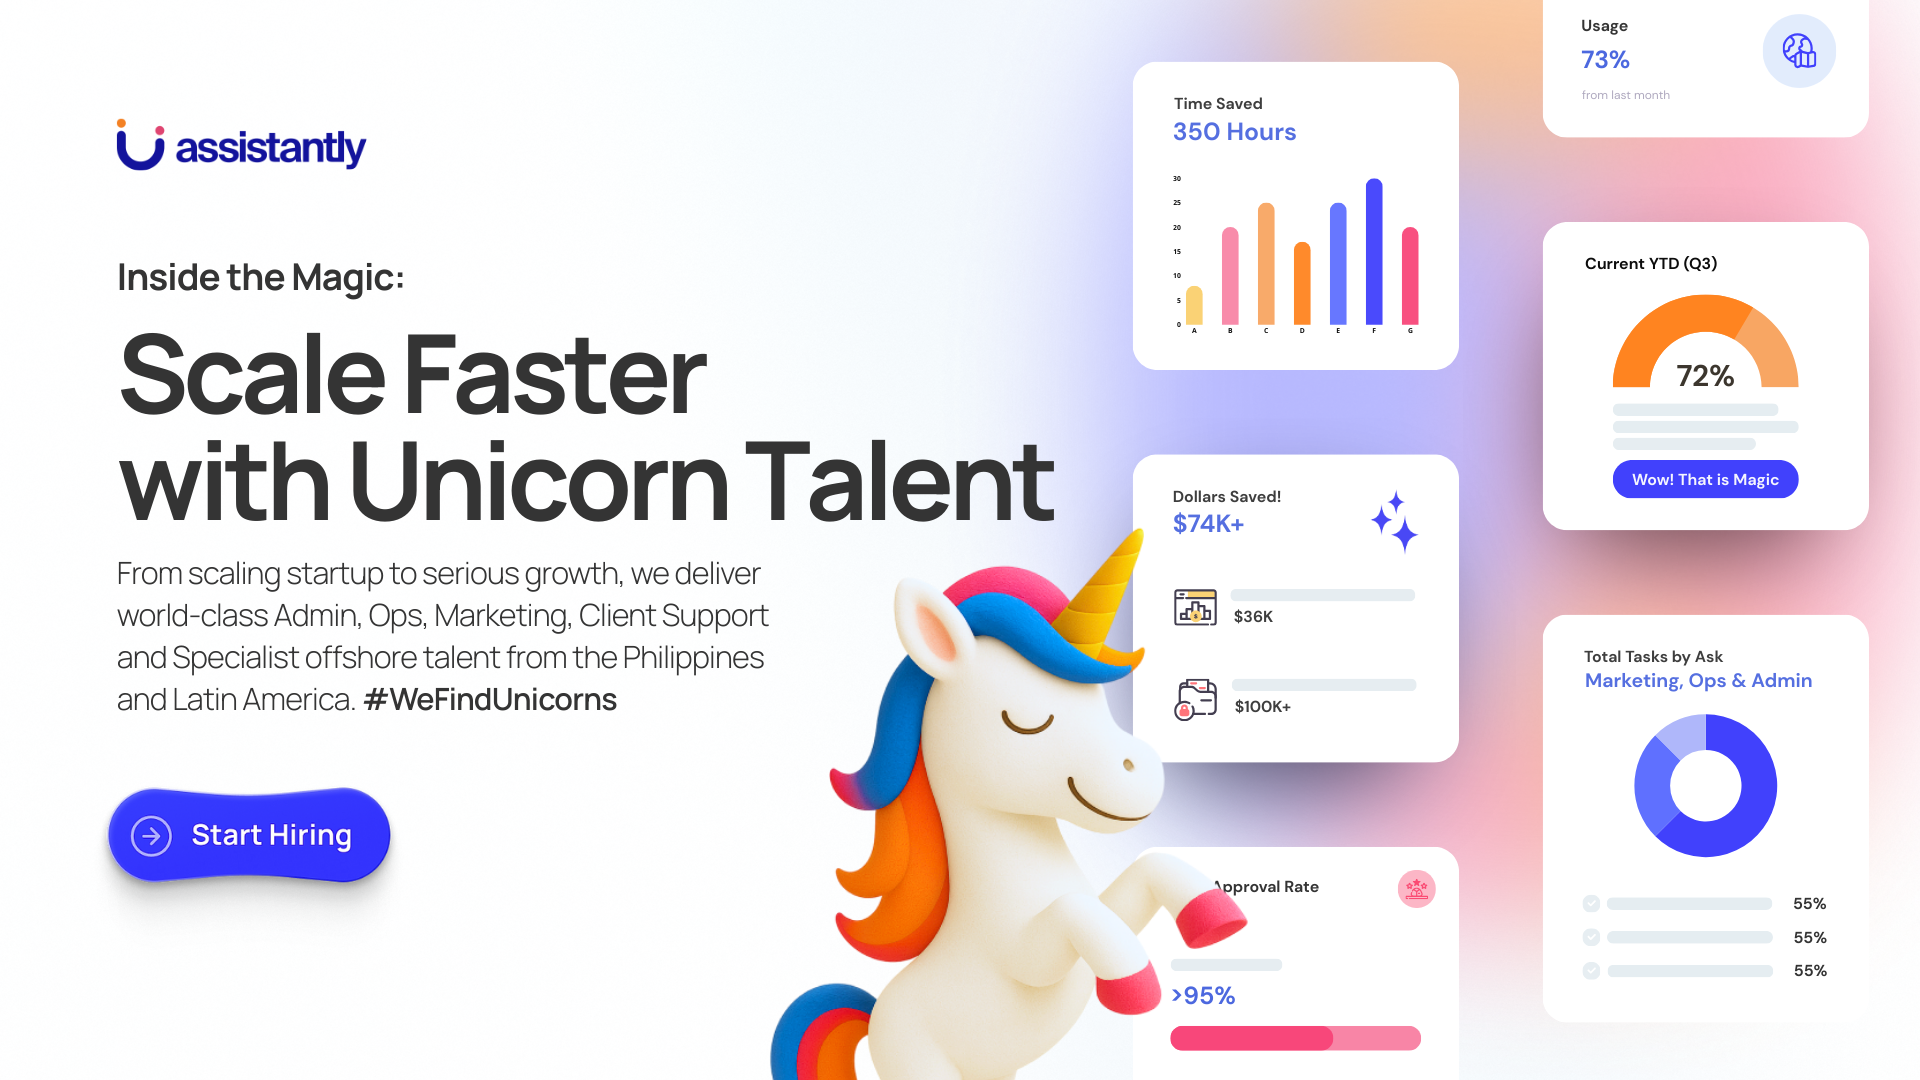 assistantly
Inside the Magic:
Scale Faster
with Unicorn Talent
From scaling startup to serious growth, we deliver
world-class Admin, Ops, Marketing, Client Support
and Specialist offshore talent from the Philippines
and Latin America. #WeFindUnicorns
Start Hiring
Time Saved
350 Hours
30
25
20
15
10
5
0
A B C D E F G
Dollars Saved!
$74K+
$36K
$100K+
Approval Rate
>95%
Usage
73%
from last month
Current YTD (Q3)
72%
Wow! That is Magic
Total Tasks by Ask
Marketing, Ops & Admin
55%
55%
55%